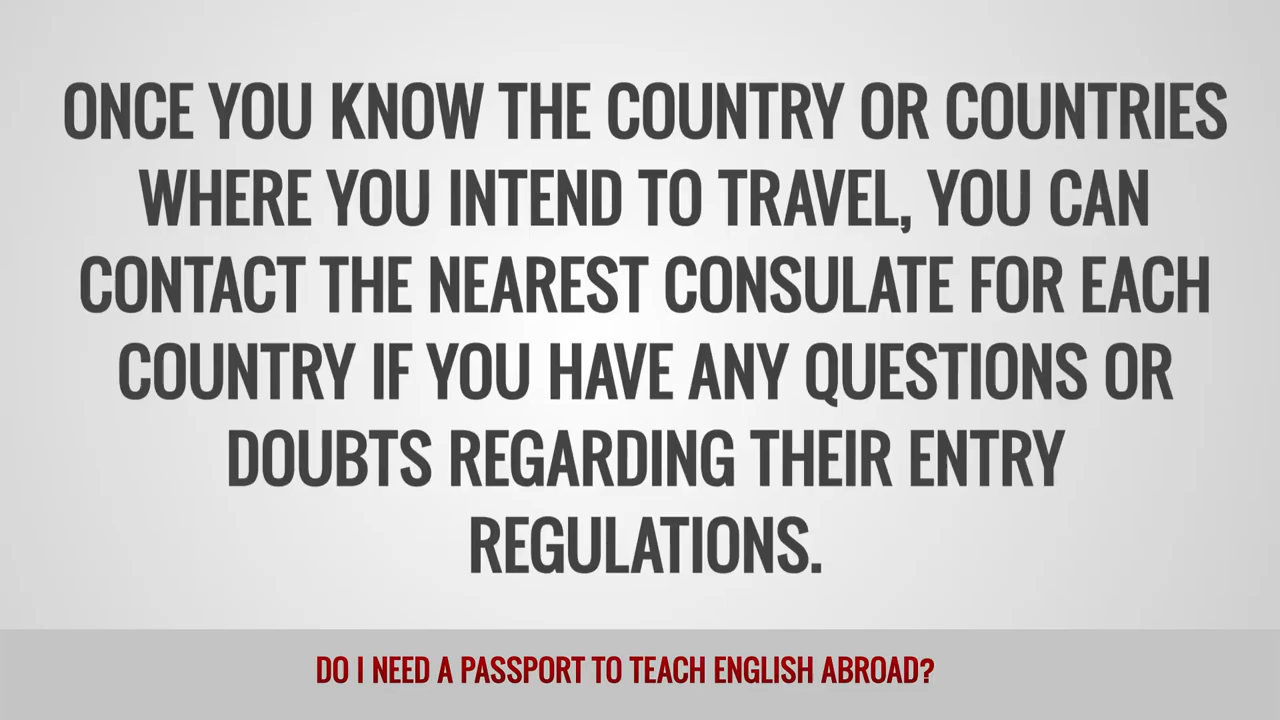 ONCE YOU KNOW THE COUNTRY OR COUNTRIES
WHERE YOU INTEND TO TRAVEL, YOU CAN
CONTACT THE NEAREST CONSULATE FOR EACH
COUNTRY IF YOU HAVE ANY QUESTIONS OR
DOUBTS REGARDING THEIR ENTRY
REGULATIONS.
DO I NEED A PASSPORT TO TEACH ENGLISH ABROAD?